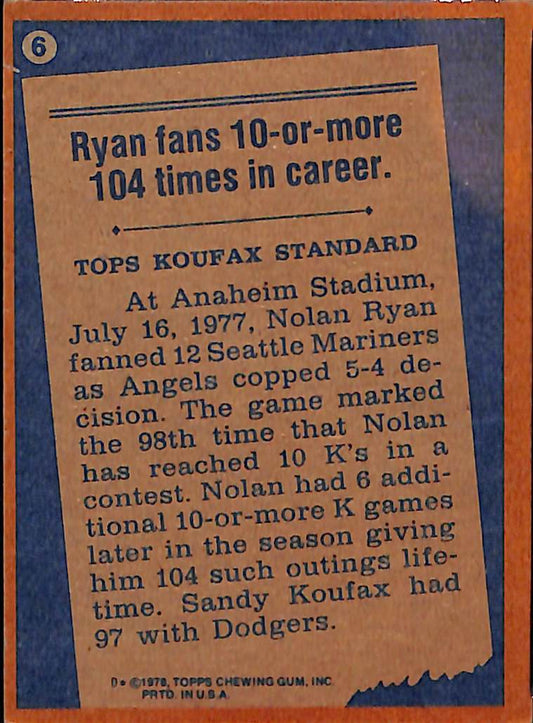 6
Ryan fans 10-or-more
104 times in career.
TOPS KOUFAX STANDARD
At Anaheim Stadium,
July 16, 1977, Nolan Ryan
fanned 12 Seattle Mariners
as Angels copped 5-4 de-
cision. The game marked
the 98th time that Nolan
has reached 10 K's in a
contest. Nolan had 6 addi-
tional 10-or-more K games
later in the season giving
him 104 such outings life-
time. Sandy Koufax had
97 with Dodgers.
D• ©1978, TOPPS CHEWING GUM, INC.
PRTD. IN U.S.A.